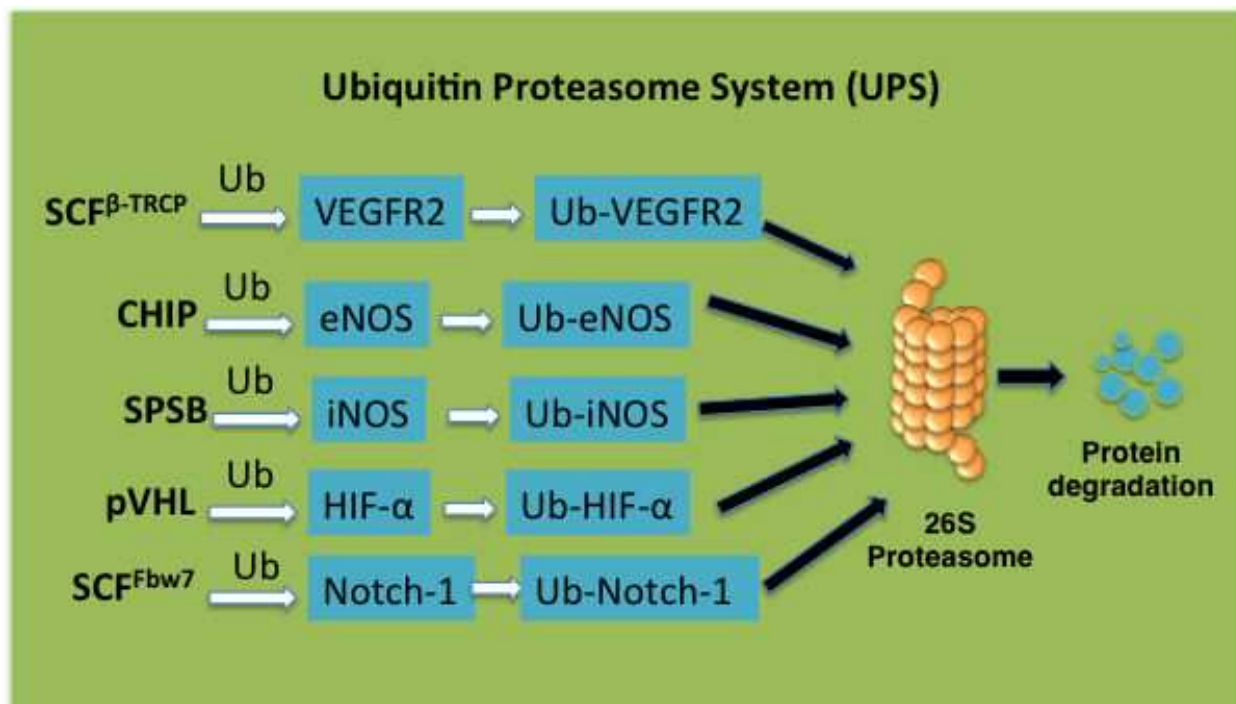 Ubiquitin Proteasome System (UPS)
SCFβ-TRCP Ub VEGFR2 Ub-VEGFR2
CHIP Ub eNOS Ub-eNOS
SPSB Ub iNOS Ub-iNOS
pVHL Ub HIF-α Ub-HIF-α
SCFFbw7 Ub Notch-1 Ub-Notch-1
26S
Proteasome
Protein
degradation